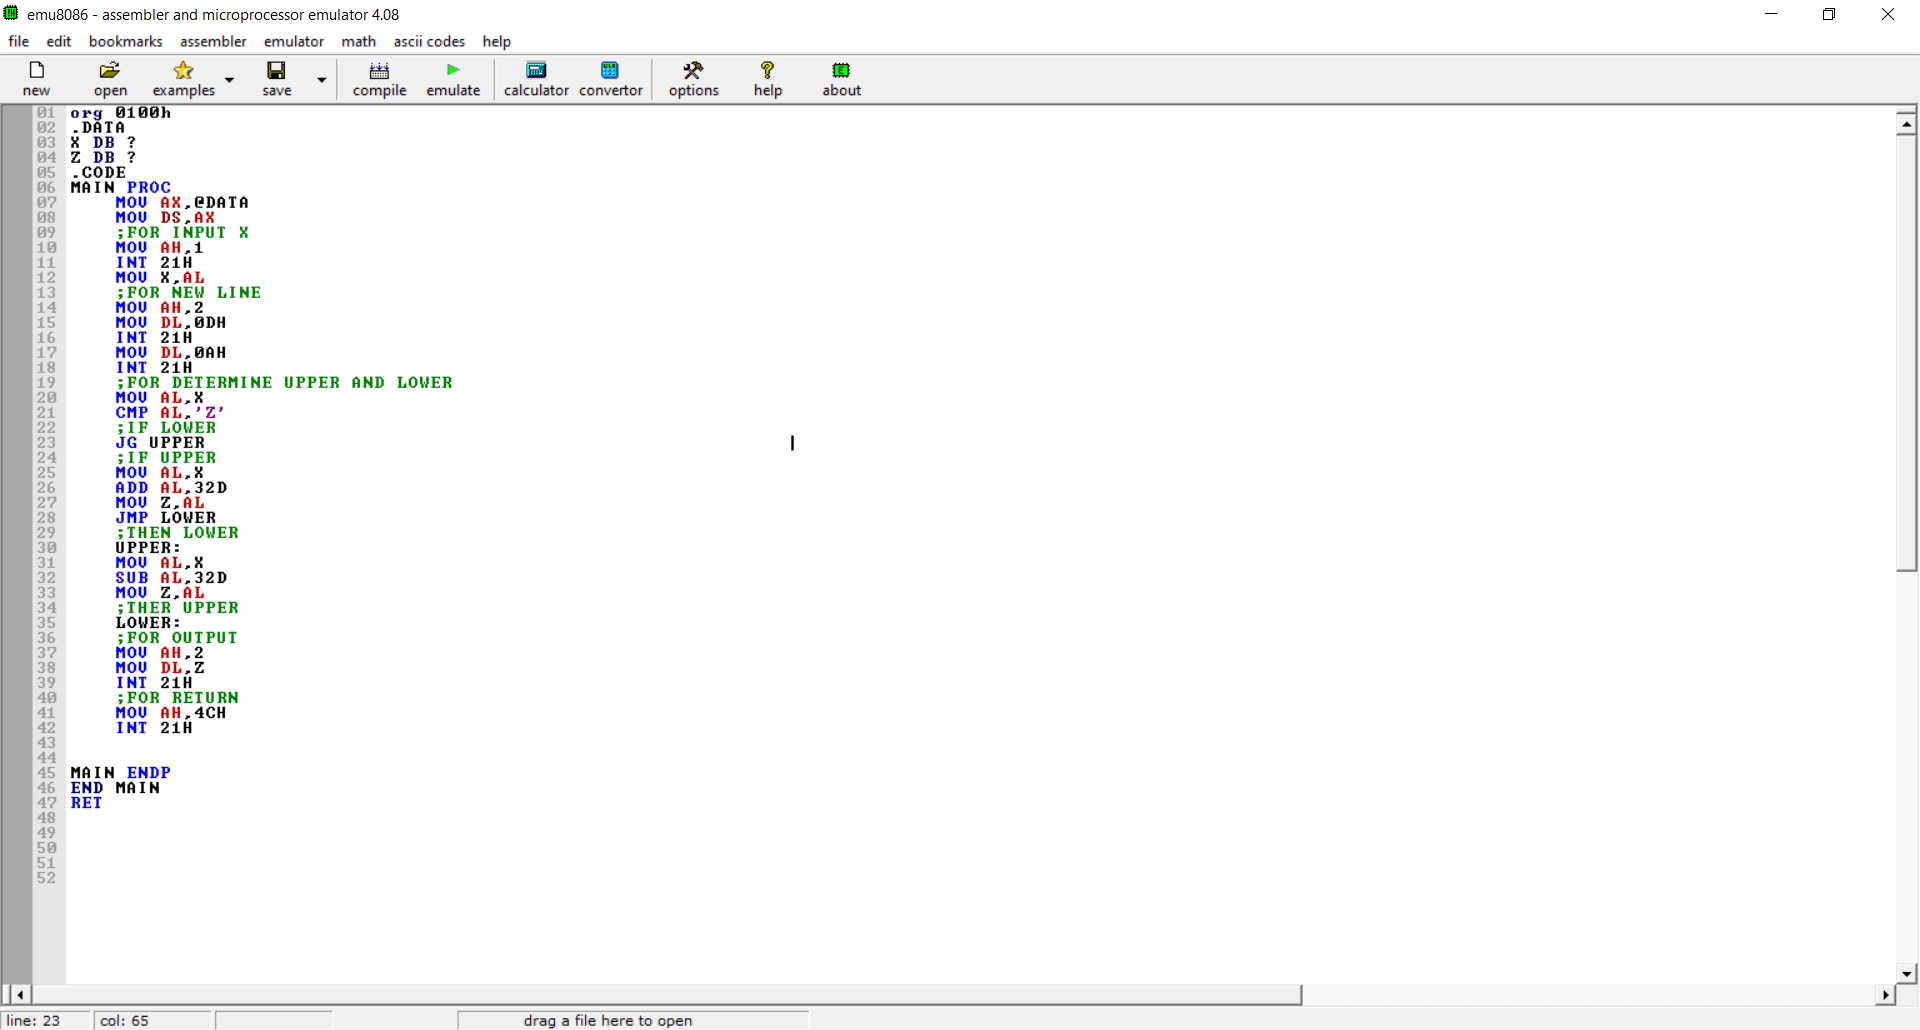 emu8086 - assembler and microprocessor emulator 4.08
file edit bookmarks assembler emulator math ascii codes help
new open examples save compile emulate calculator convertor options help about
01 org 0100h
02 .DATA
03 X DB ?
04 Z DB ?
05 .CODE
06 MAIN PROC
07 MOV AX,@DATA
08 MOV DS,AX
09 ;FOR INPUT X
10 MOV AH,1
11 INT 21H
12 MOV X,AL
13 ;FOR NEW LINE
14 MOV AH,2
15 MOV DL,0DH
16 INT 21H
17 MOV DL,0AH
18 INT 21H
19 ;FOR DETERMINE UPPER AND LOWER
20 MOV AL,X
21 CMP AL,'Z'
22 ;IF LOWER
23 JG UPPER
24 ;IF UPPER
25 MOV AL,X
26 ADD AL,32D
27 MOV Z,AL
28 JMP LOWER
29 ;THEN LOWER
30 UPPER:
31 MOV AL,X
32 SUB AL,32D
33 MOV Z,AL
34 ;THER UPPER
35 LOWER:
36 ;FOR OUTPUT
37 MOV AH,2
38 MOV DL,Z
39 INT 21H
40 ;FOR RETURN
41 MOV AH,4CH
42 INT 21H
43
44
45 MAIN ENDP
46 END MAIN
47 RET
48
49
50
51
52
line: 23 col: 65 drag a file here to open